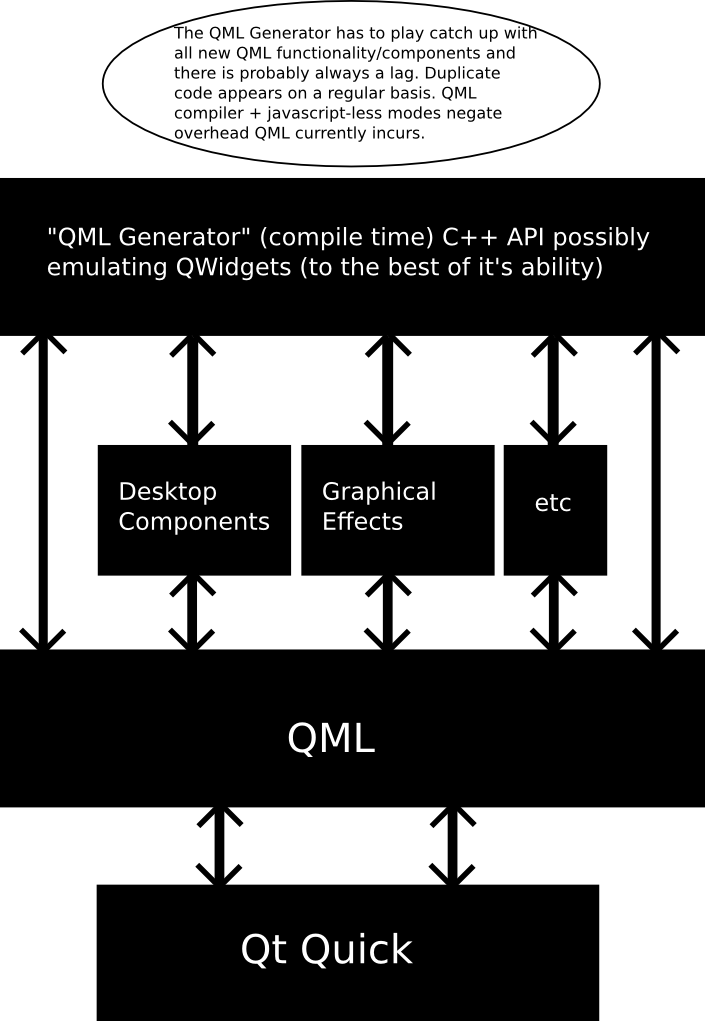 The QML Generator has to play catch up with
all new QML functionality/components and
there is probably always a lag. Duplicate
code appears on a regular basis. QML
compiler + javascript-less modes negate
overhead QML currently incurs.
"QML Generator" (compile time) C++ API possibly
emulating QWidgets (to the best of it's ability)
Desktop
Components
Graphical
Effects
etc
QML
Qt Quick